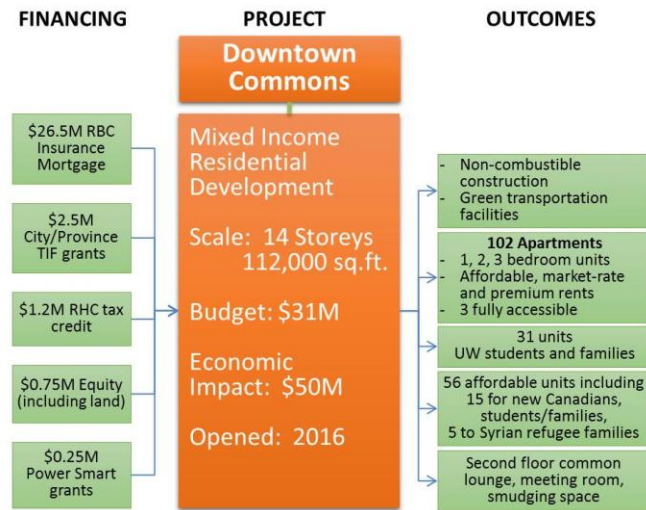 FINANCING
PROJECT
OUTCOMES
Downtown
Commons
$26.5M RBC
Insurance
Mortgage
$2.5M
City/Province
TIF grants
$1.2M RHC tax
credit
$0.75M Equity
(including land)
$0.25M
Power Smart
grants
Mixed Income
Residential
Development
Scale: 14 Storeys
112,000 sq.ft.
Budget: $31M
Economic
Impact: $50M
Opened: 2016
- Non-combustible
construction
- Green transportation
facilities
102 Apartments
- 1, 2, 3 bedroom units
- Affordable, market-rate
and premium rents
- 3 fully accessible
31 units
UW students and families
56 affordable units including
15 for new Canadians,
students/families,
5 to Syrian refugee families
Second floor common
lounge, meeting room,
smudging space